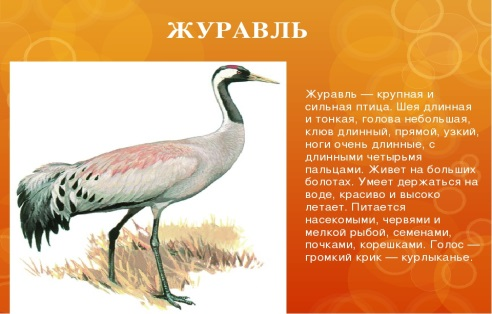 ЖУРАВЛЬ
Журавль — крупная и
сильная птица. Шея длинная
и тонкая, голова небольшая,
клюв длинный, прямой, узкий,
ноги очень длинные, с
длинными четырьмя
пальцами. Живет на больших
болотах. Умеет держаться на
воде, красиво и высоко
летает. Питается
насекомыми, червями и
мелкой рыбой, семенами,
почками, корешками. Голос —
громкий крик — курлыканье.